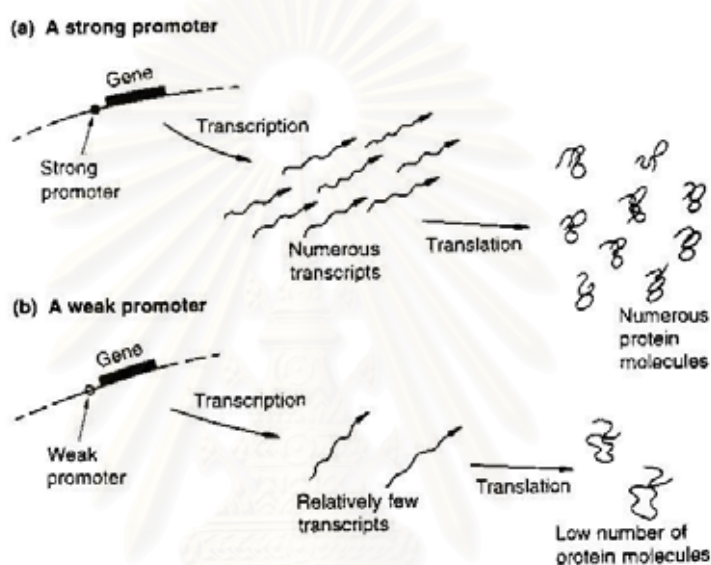 (a) A strong promoter
Gene
Transcription
Strong
promoter
Numerous
transcripts
Translation
Numerous
protein
molecules
(b) A weak promoter
Gene
Transcription
Weak
promoter
Relatively few
transcripts
Translation
Low number of
protein molecules